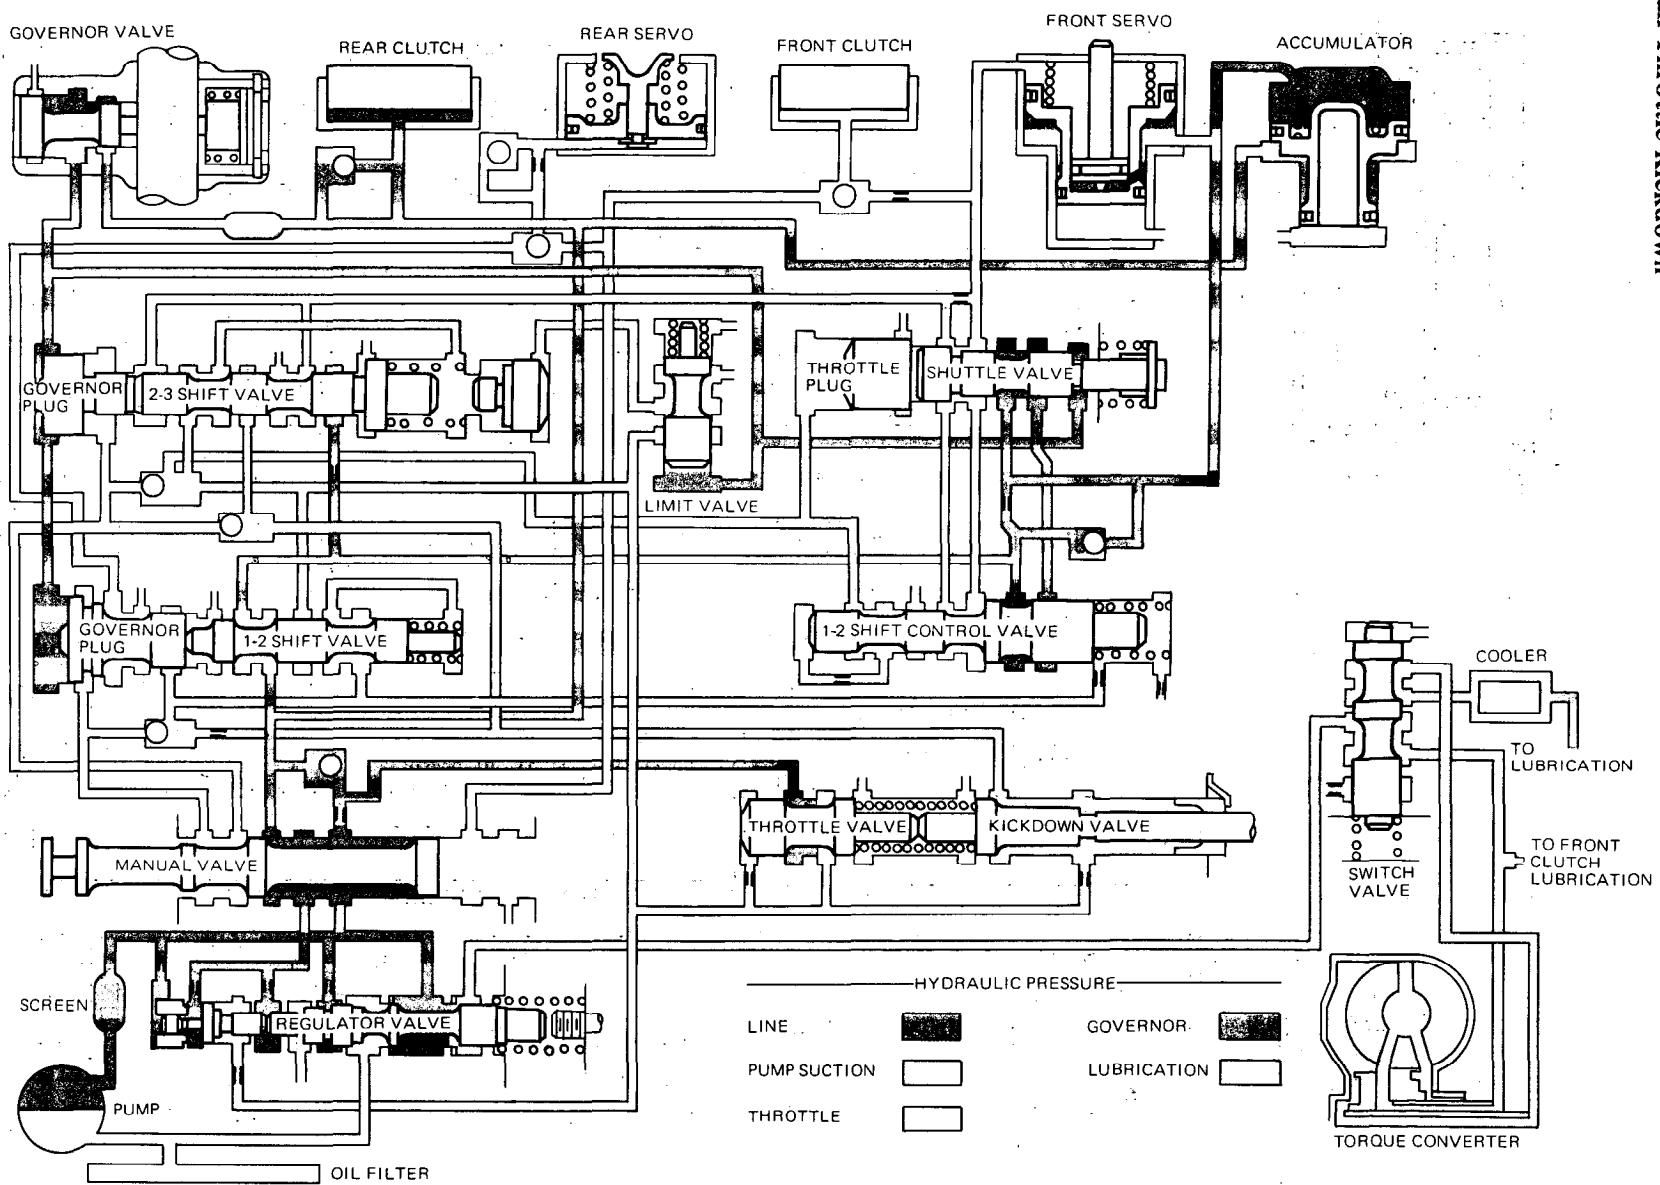 GOVERNOR VALVE
REAR CLUTCH
REAR SERVO
FRONT CLUTCH
FRONT SERVO
ACCUMULATOR
GOVERNOR
PLUG
2-3 SHIFT VALVE
LIMIT VALVE
THROTTLE
PLUG
SHUTTLE VALVE
GOVERNOR
PLUG
1-2 SHIFT VALVE
1-2 SHIFT CONTROL VALVE
COOLER
TO
LUBRICATION
MANUAL VALVE
THROTTLE VALVE
KICKDOWN VALVE
SWITCH
VALVE
TO FRONT
CLUTCH
LUBRICATION
SCREEN
REGULATOR VALVE
PUMP
OIL FILTER
HYDRAULIC PRESSURE
LINE
GOVERNOR
PUMP SUCTION
LUBRICATION
THROTTLE
TORQUE CONVERTER